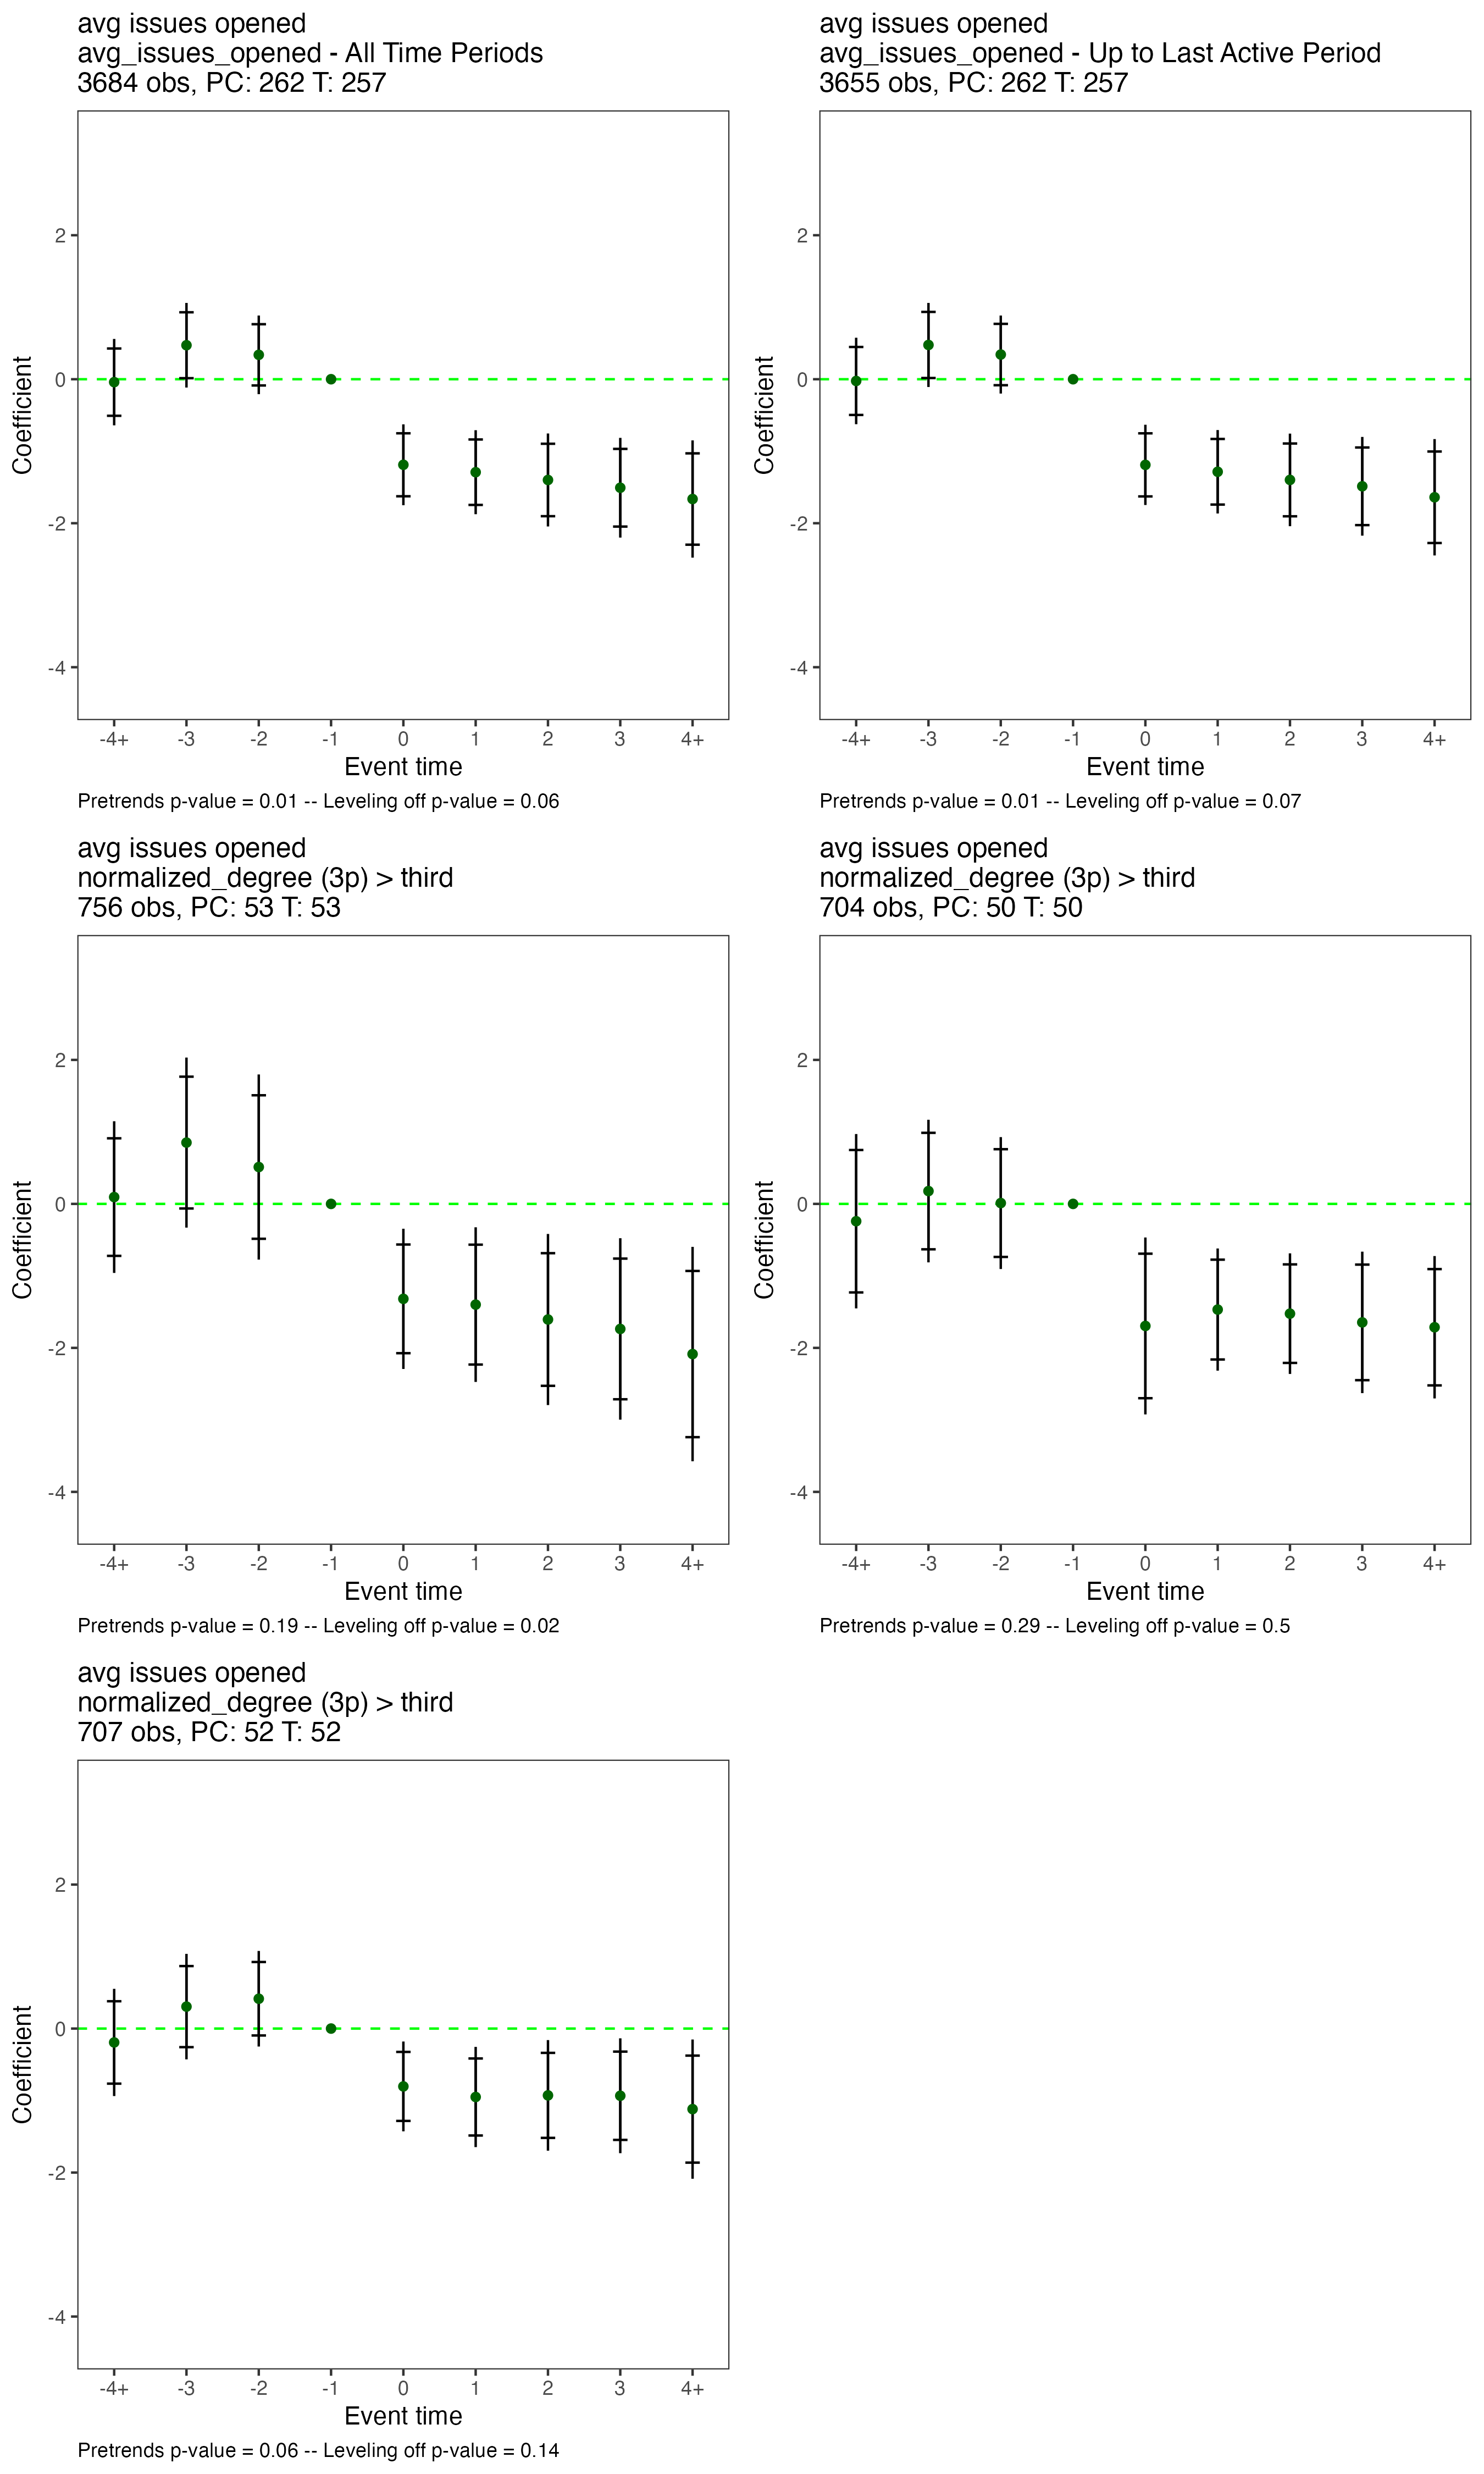 avg issues opened
avg_issues_opened - All Time Periods
3684 obs, PC: 262 T: 257
2
0
-2
-4
Coefficient
-4+ -3 -2 -1 0 1 2 3 4+
Event time
Pretrends p-value = 0.01 -- Leveling off p-value = 0.06
avg issues opened
avg_issues_opened - Up to Last Active Period
3655 obs, PC: 262 T: 257
2
0
-2
-4
Coefficient
-4+ -3 -2 -1 0 1 2 3 4+
Event time
Pretrends p-value = 0.01 -- Leveling off p-value = 0.07
avg issues opened
normalized_degree (3p) > third
756 obs, PC: 53 T: 53
2
0
-2
-4
Coefficient
-4+ -3 -2 -1 0 1 2 3 4+
Event time
Pretrends p-value = 0.19 -- Leveling off p-value = 0.02
avg issues opened
normalized_degree (3p) > third
704 obs, PC: 50 T: 50
2
0
-2
-4
Coefficient
-4+ -3 -2 -1 0 1 2 3 4+
Event time
Pretrends p-value = 0.29 -- Leveling off p-value = 0.5
avg issues opened
normalized_degree (3p) > third
707 obs, PC: 52 T: 52
2
0
-2
-4
Coefficient
-4+ -3 -2 -1 0 1 2 3 4+
Event time
Pretrends p-value = 0.06 -- Leveling off p-value = 0.14